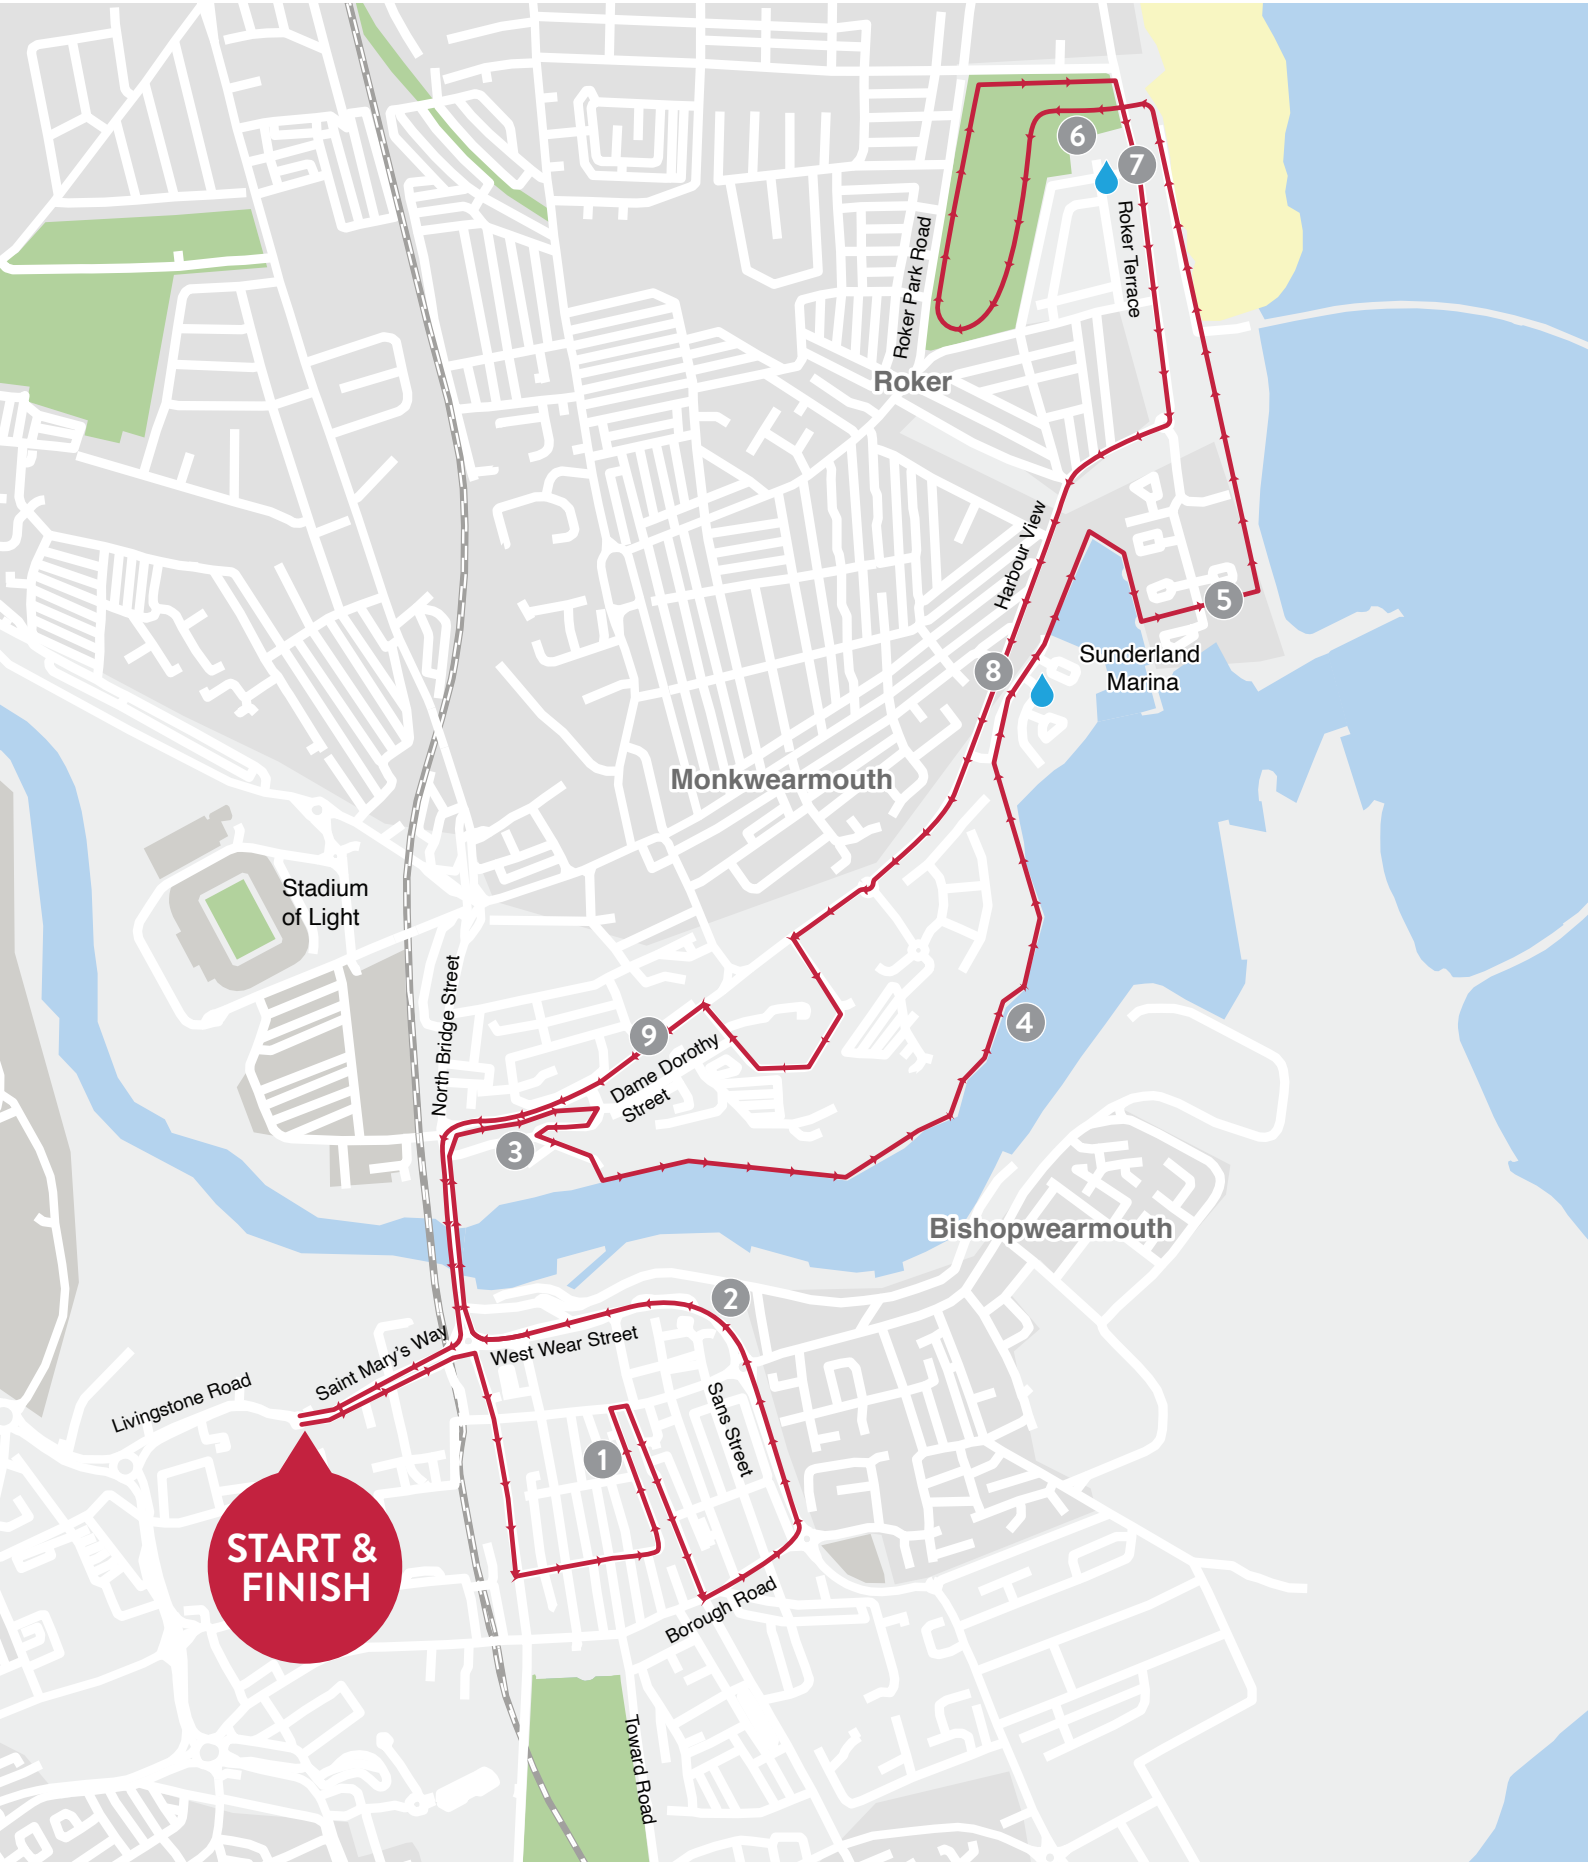 6
7
Roker Terrace
Roker Park Road
Roker
Harbour View
5
Sunderland
Marina
8
Monkwearmouth
Stadium
of Light
North Bridge Street
4
9
Dame Dorothy
Street
3
Bishopwearmouth
2
Saint Mary's Way
West Wear Street
Livingstone Road
Sans Street
1
START &
FINISH
Borough Road
Toward Road